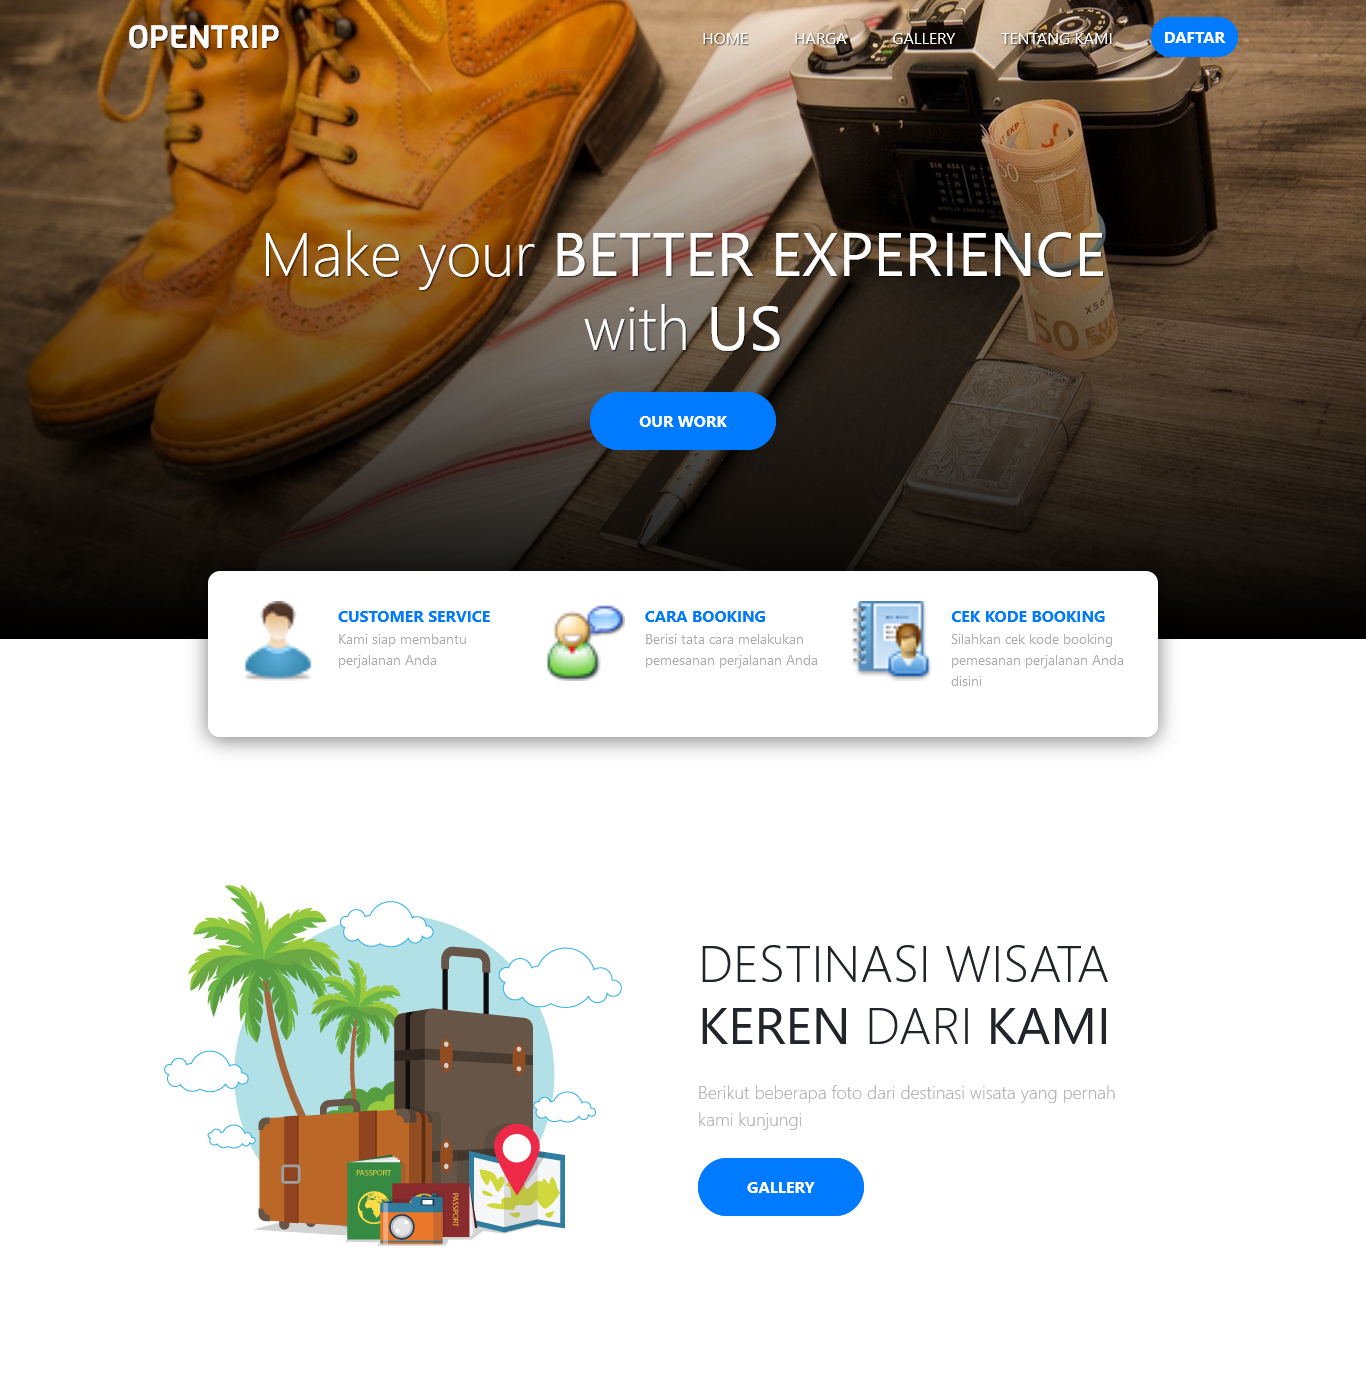 OPENTRIP
HOME HARGA GALLERY TENTANG KAMI DAFTAR
Make your BETTER EXPERIENCE
with US
OUR WORK
CUSTOMER SERVICE
Kami siap membantu
perjalanan Anda
CARA BOOKING
Berisi tata cara melakukan
pemesanan perjalanan Anda
CEK KODE BOOKING
Silahkan cek kode booking
pemesanan perjalanan Anda
disini
DESTINASI WISATA
KEREN DARI KAMI
Berikut beberapa foto dari destinasi wisata yang pernah
kami kunjungi
GALLERY
PASSPORT
PASSPORT
50
50